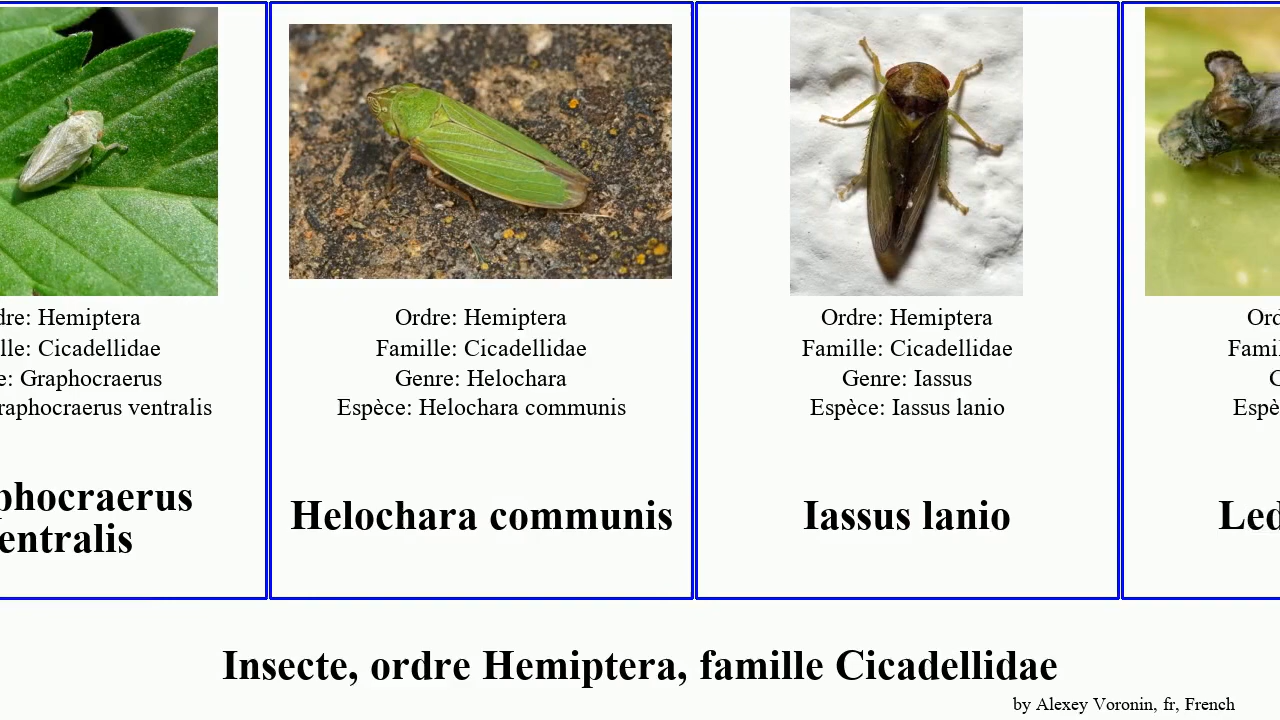 dre: Hemiptera
lle: Cicadellidae
e: Graphocraerus
raphocraerus ventralis
phocraerus
entralis
Ordre: Hemiptera
Famille: Cicadellidae
Genre: Helochara
Espèce: Helochara communis
Helochara communis
Ordre: Hemiptera
Famille: Cicadellidae
Genre: Iassus
Espèce: Iassus lanio
Iassus lanio
Ord
Fami
Espè
Led
Insecte, ordre Hemiptera, famille Cicadellidae
by Alexey Voronin, fr, French